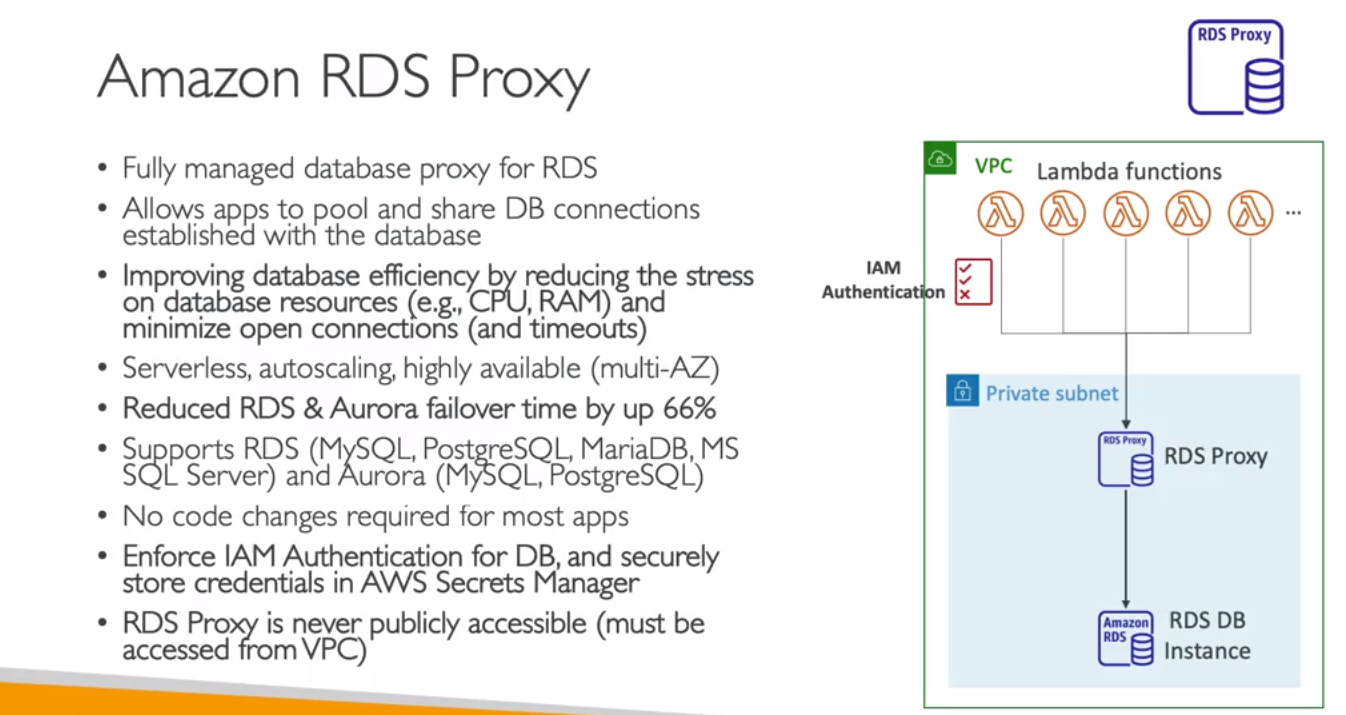 RDS Proxy
Amazon RDS Proxy
• Fully managed database proxy for RDS
• Allows apps to pool and share DB connections
established with the database
• Improving database efficiency by reducing the stress
on database resources (e.g., CPU, RAM) and
minimize open connections (and timeouts)
• Serverless, autoscaling, highly available (multi-AZ)
• Reduced RDS & Aurora failover time by up 66%
• Supports RDS (MySQL, PostgreSQL, MariaDB, MS
SQL Server) and Aurora (MySQL, PostgreSQL)
• No code changes required for most apps
• Enforce IAM Authentication for DB, and securely
store credentials in AWS Secrets Manager
• RDS Proxy is never publicly accessible (must be
accessed from VPC)
VPC
Lambda functions
...
IAM
Authentication
Private subnet
RDS Proxy
RDS Proxy
Amazon
RDS
RDS DB
Instance